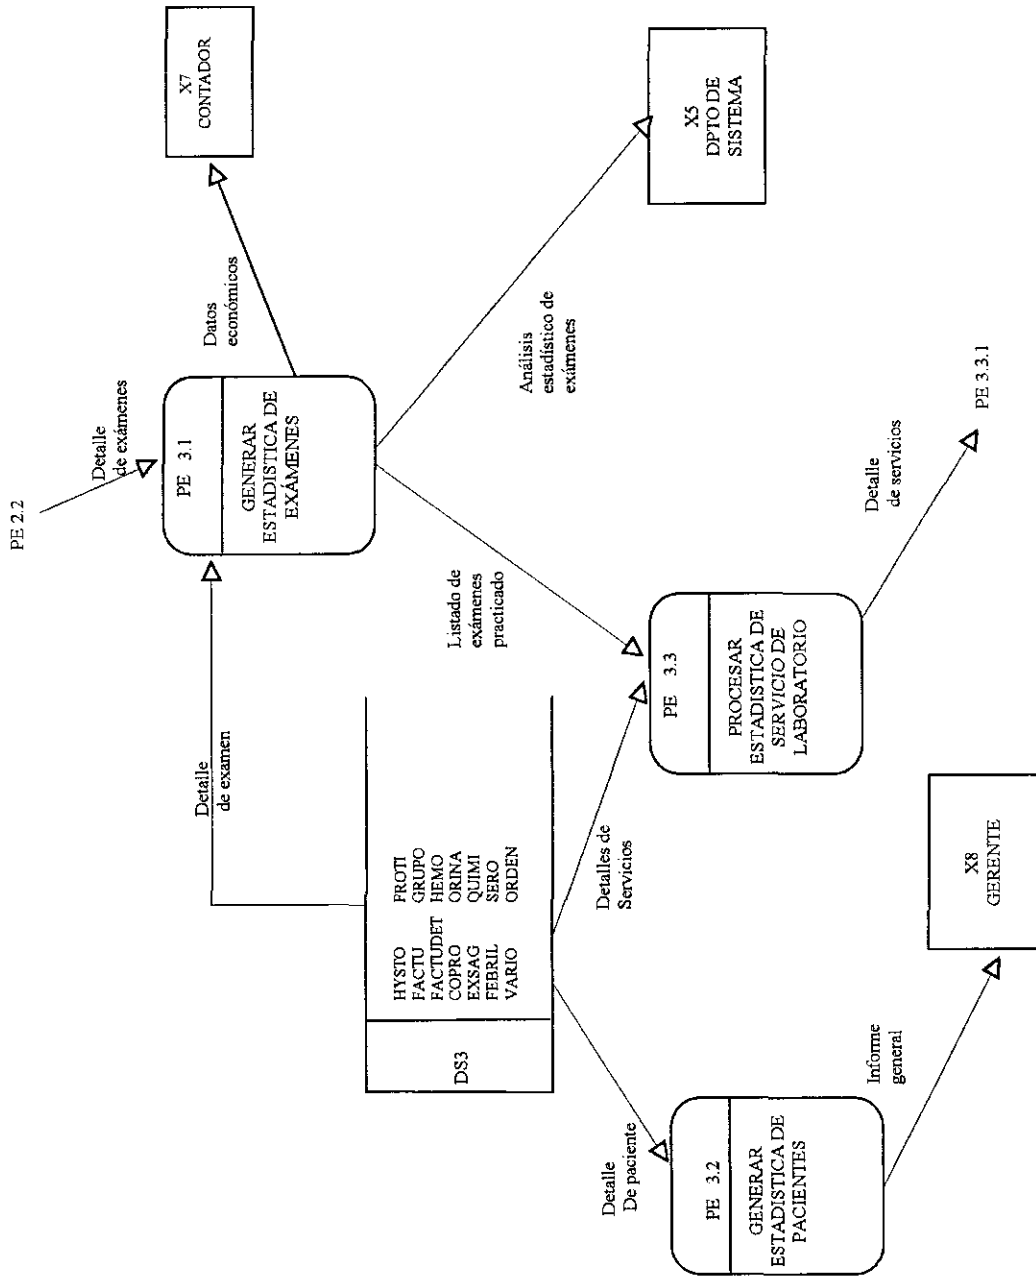 PE 2.2
Detalle
de exámenes
PE 3.1
GENERAR
ESTADISTICA DE
EXÁMENES
Datos
económicos
X7
CONTADOR
Detalle
de examen
DS3
HYSTO FROTI
FACTU GRUPO
FACTUDET HEMO
COPRO ORINA
EXSAG QUIMI
FEBRIL SERO
VARIO ORDEN
Listado de
exámenes
practicado
Análisis
estadístico de
exámenes
X5
DPTO DE
SISTEMA
Detalle
De paciente
Detalles de
Servicios
PE 3.2
GENERAR
ESTADISTICA DE
PACIENTES
PE 3.3
PROCESAR
ESTADISTICA DE
SERVICIO DE
LABORATORIO
Detalle
de servicios
PE 3.3.1
Informe
general
X8
GERENTE